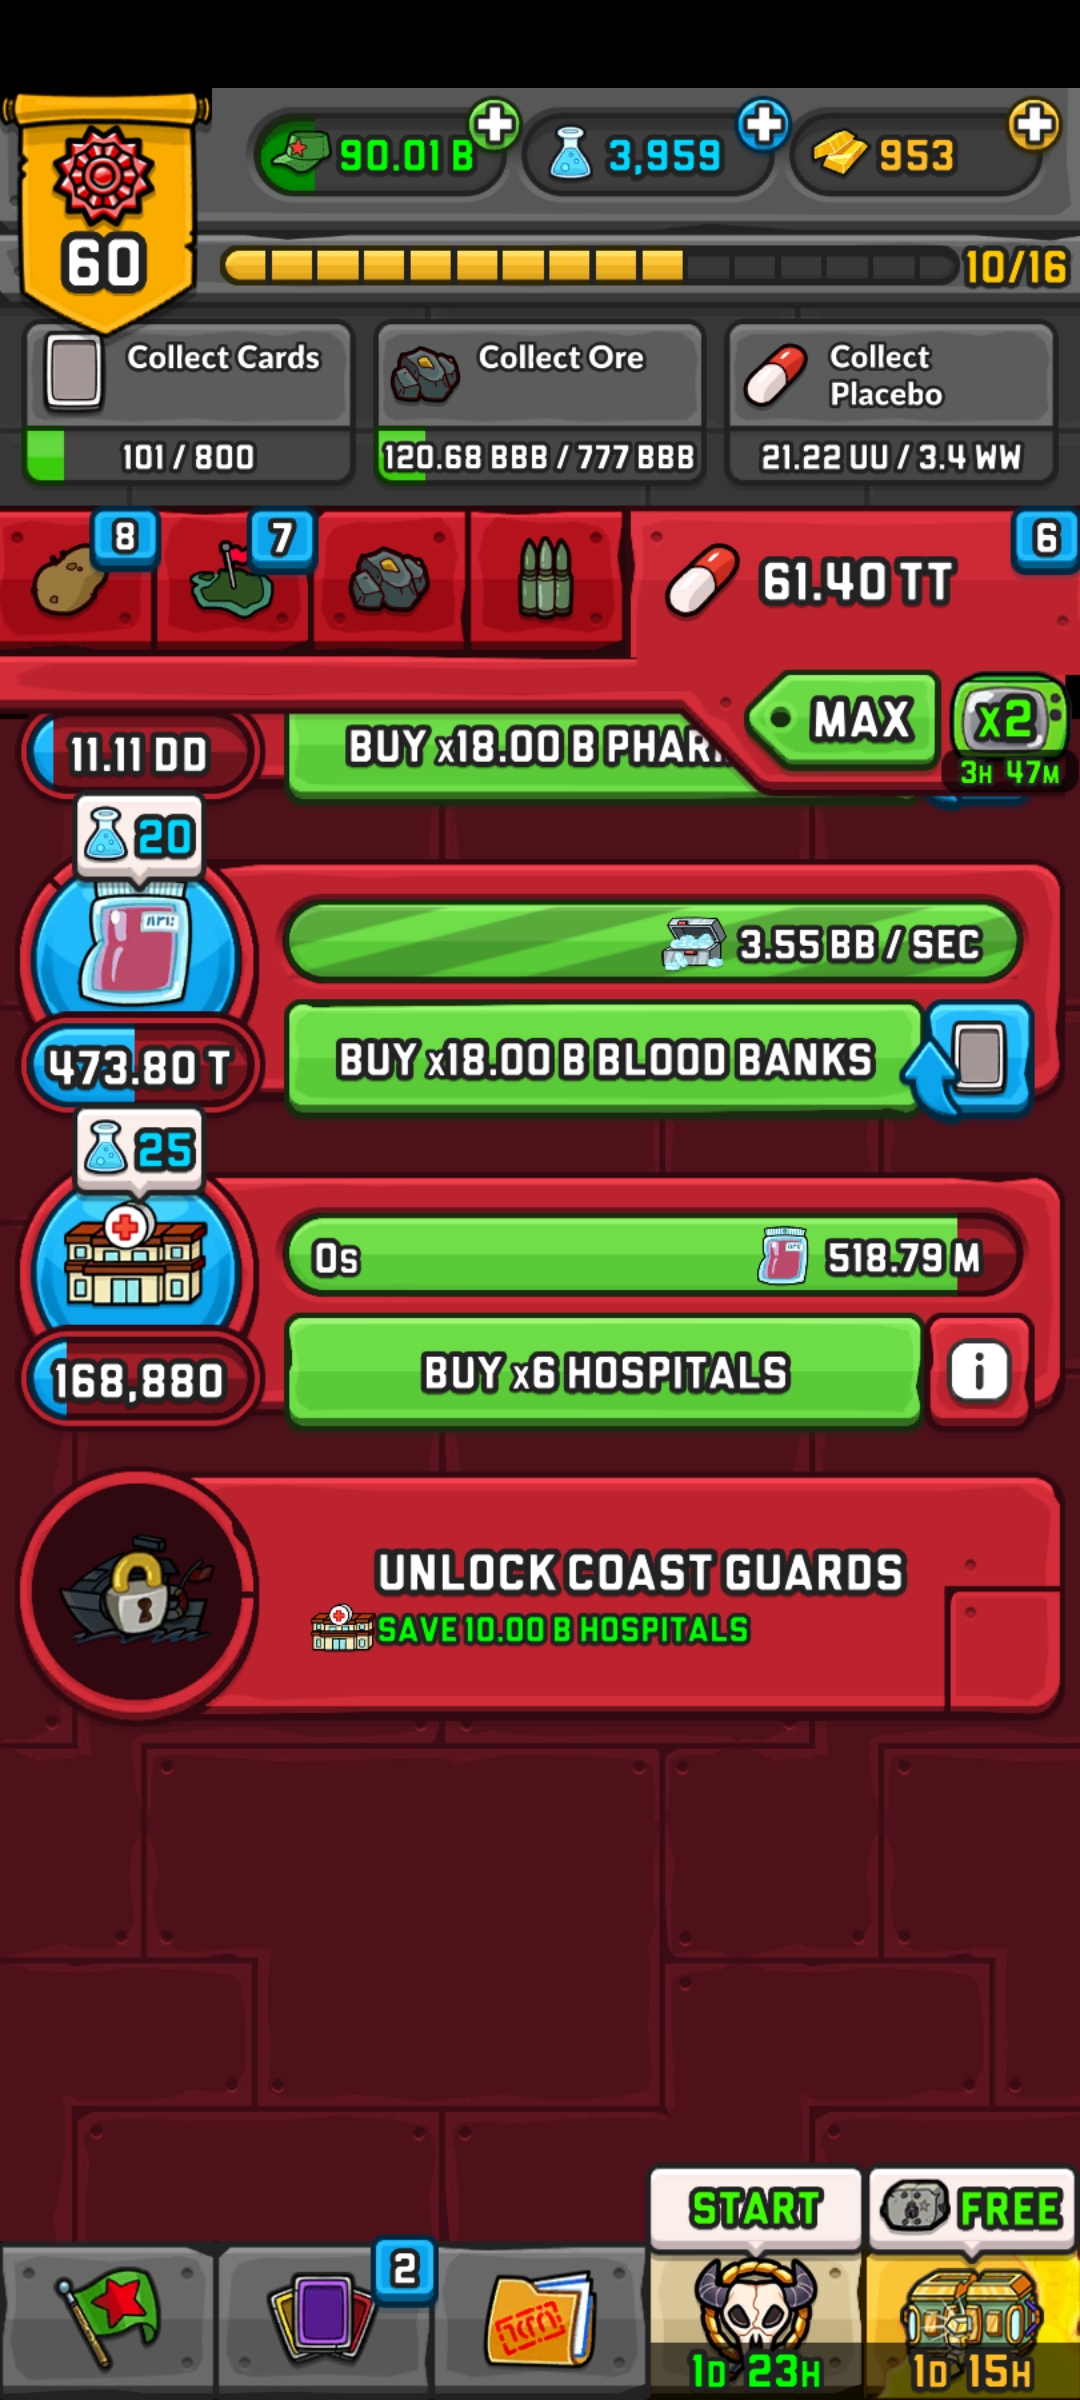 60
90.01 B
3,959
953
10/16
Collect Cards
101 / 800
Collect Ore
120.68 BBB / 777 BBB
Collect
Placebo
21.22 UU / 3.4 WW
8
7
6
61.40 TT
MAX
x2
3H 47M
11.11 DD
BUY x18.00 B
20
3.55 BB / SEC
473.80 T
BUY x18.00 B BLOOD BANKS
25
0s
518.79 M
168,880
BUY x6 HOSPITALS
i
UNLOCK COAST GUARDS
SAVE 10.00 B HOSPITALS
START
FREE
2
1D 23H
1D 15H